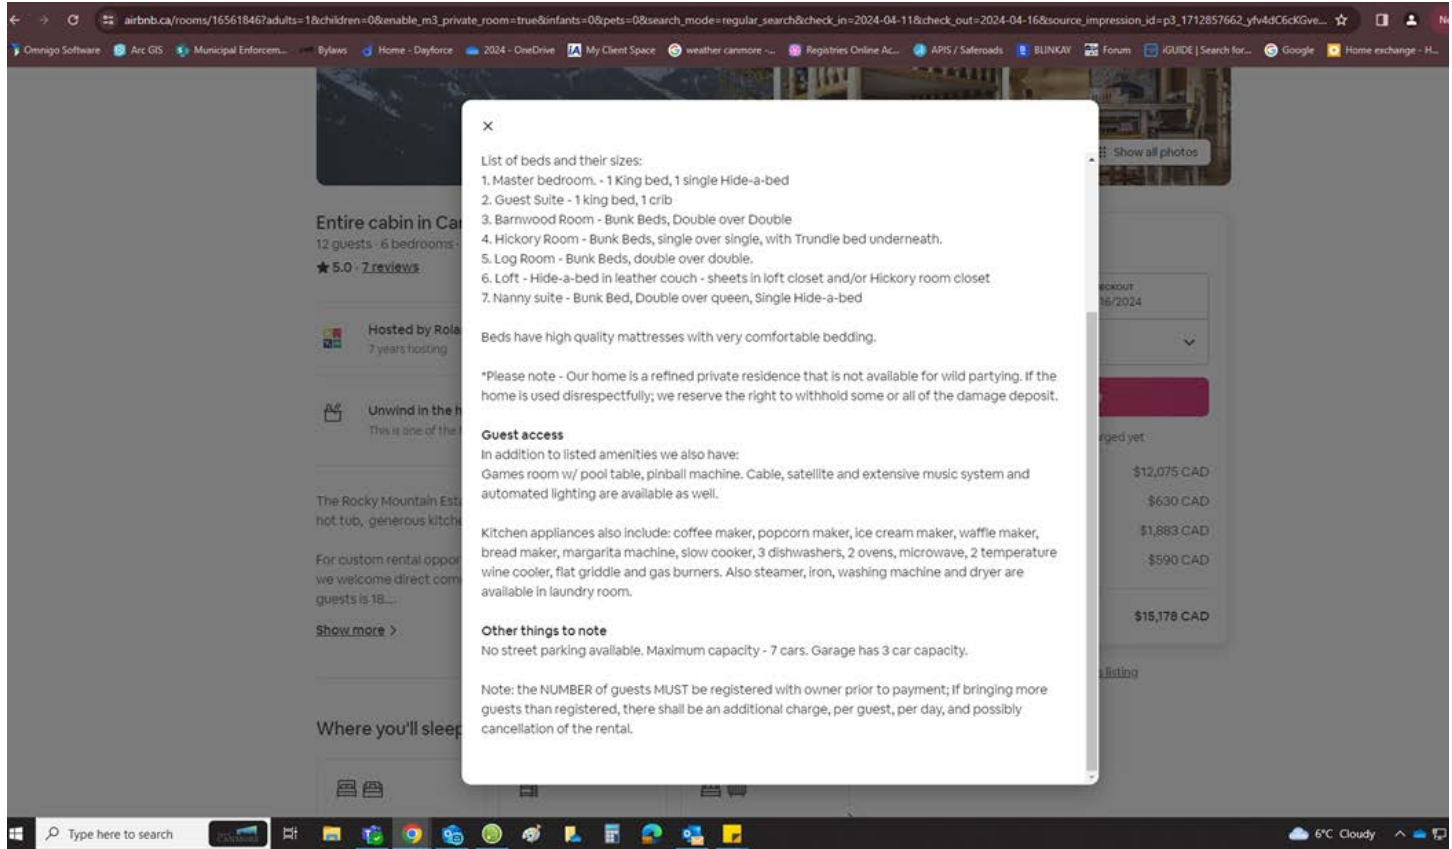 airbnb.ca/rooms/16561846?adults=1&children=0&enable_m3_private_room=true&infants=0&pets=0&search_mode=regular_search&check_in=2024-04-11&check_out=2024-04-16&source_impression_id=p3_1712857662_yfv4dC6cKGve...
Omnigo Software Arc GIS Municipal Enforcem... Bylaws Home - Dayforce 2024 - OneDrive My Client Space weather canmore -... Registries Online Ac... APIS / Saferoads BLINKAY Forum iGUIDE | Search for... Google Home exchange - H...
Show all photos
List of beds and their sizes:
1. Master bedroom. - 1 King bed, 1 single Hide-a-bed
2. Guest Suite - 1 king bed, 1 crib
3. Barnwood Room - Bunk Beds, Double over Double
4. Hickory Room - Bunk Beds, single over single, with Trundle bed underneath.
5. Log Room - Bunk Beds, double over double.
6. Loft - Hide-a-bed in leather couch - sheets in loft closet and/or Hickory room closet
7. Nanny suite - Bunk Bed, Double over queen, Single Hide-a-bed
Beds have high quality mattresses with very comfortable bedding.
*Please note - Our home is a refined private residence that is not available for wild partying. If the
home is used disrespectfully; we reserve the right to withhold some or all of the damage deposit.
Guest access
In addition to listed amenities we also have:
Games room w/ pool table, pinball machine. Cable, satellite and extensive music system and
automated lighting are available as well.
Kitchen appliances also include: coffee maker, popcorn maker, ice cream maker, waffle maker,
bread maker, margarita machine, slow cooker, 3 dishwashers, 2 ovens, microwave, 2 temperature
wine cooler, flat griddle and gas burners. Also steamer, iron, washing machine and dryer are
available in laundry room.
Other things to note
No street parking available. Maximum capacity - 7 cars. Garage has 3 car capacity.
Note: the NUMBER of guests MUST be registered with owner prior to payment; If bringing more
guests than registered, there shall be an additional charge, per guest, per day, and possibly
cancellation of the rental.
Entire cabin in Ca
12 guests · 6 bedrooms ·
5.0 · 7 reviews
Hosted by Rola
7 years hosting
Unwind in the h
This is one of the
The Rocky Mountain Est
hot tub, generous kitch
For custom rental oppor
we welcome direct com
guests is 18....
Show more >
Where you'll sleep
16/2024
rged yet
$12,075 CAD
$630 CAD
$1,883 CAD
$590 CAD
$15,178 CAD
listing
Type here to search
6°C Cloudy